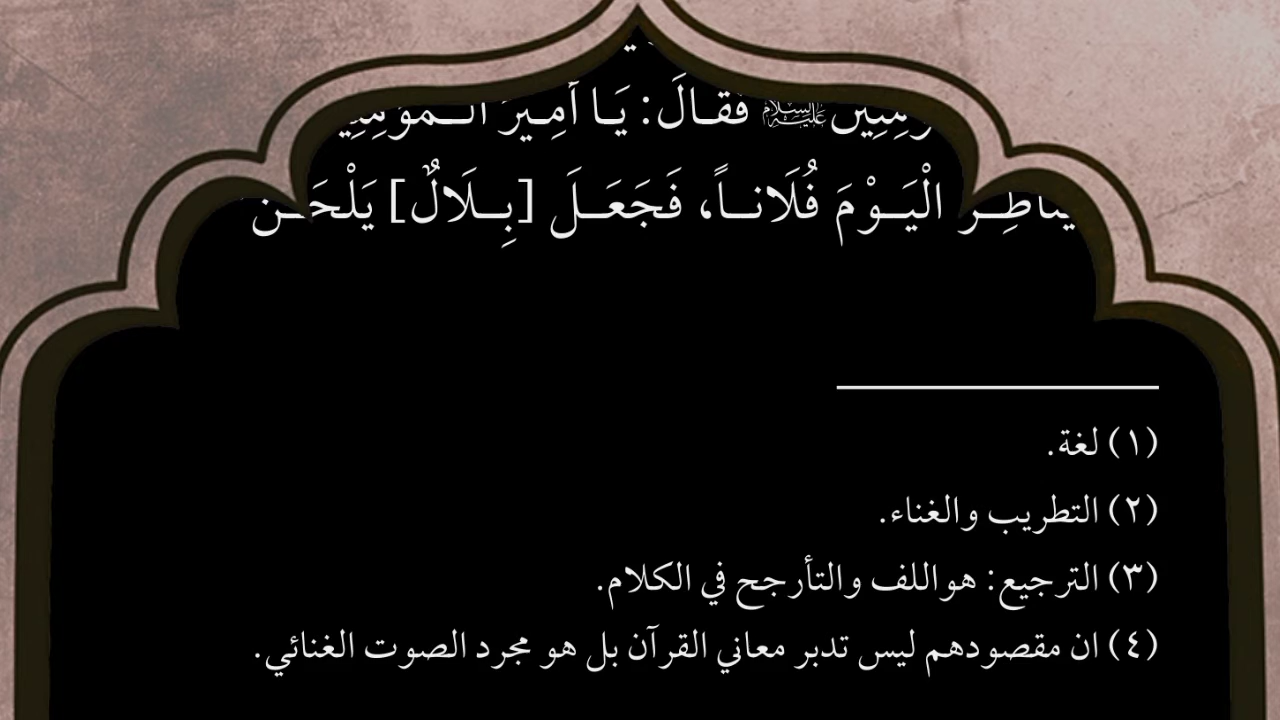 فَقَالَ: يَا أَمِيرَ
الْيَوْمَ فُلَاناً، فَجَعَلَ [بِلَالٌ] يَلْحَن
(١) لغة.
(٢) التطريب والغناء.
(٣) الترجيع: هواللف والتأرجح في الكلام.
(٤) ان مقصودهم ليس تدبر معاني القرآن بل هو مجرد الصوت الغنائي.